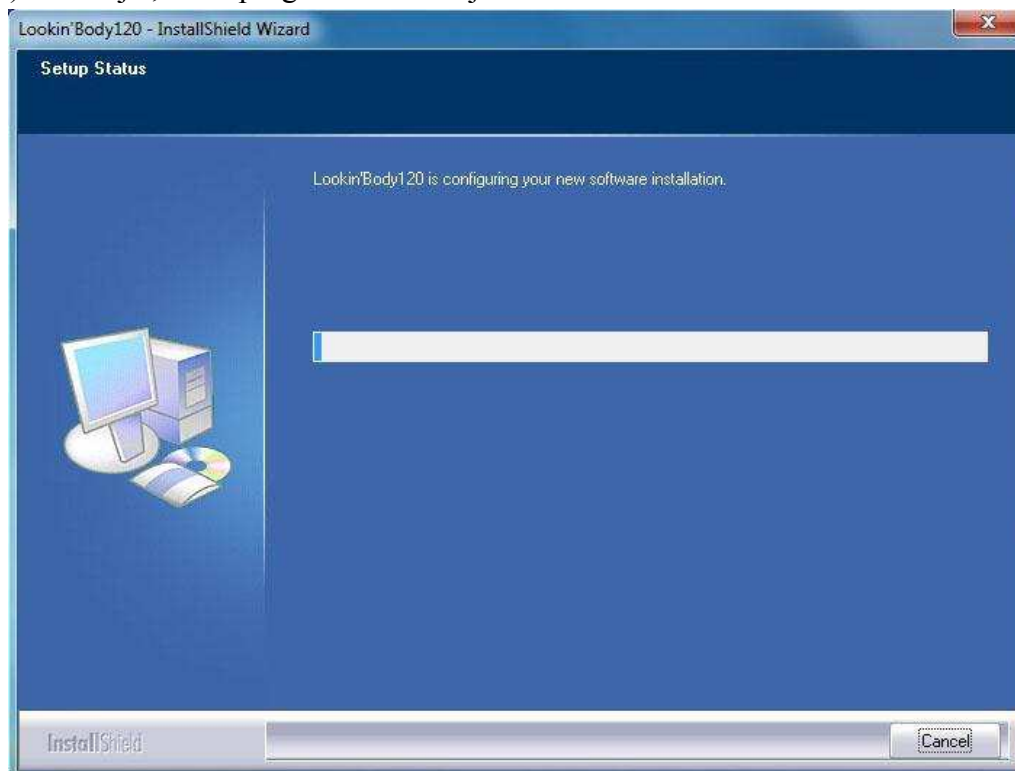 Lookin'Body120 - InstallShield Wizard
Setup Status
Lookin'Body120 is configuring your new software installation.
InstallShield
Cancel